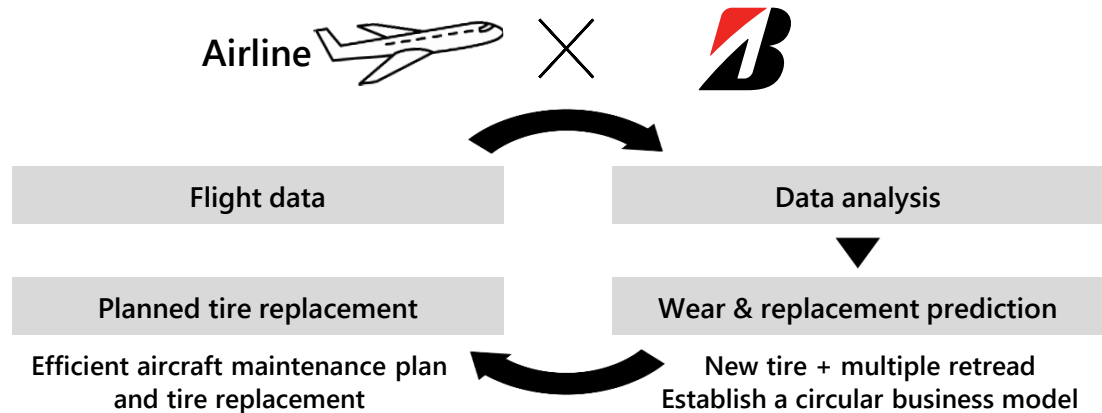 Airline
Flight data
Data analysis
Planned tire replacement
Wear & replacement prediction
Efficient aircraft maintenance plan
and tire replacement
New tire + multiple retread
Establish a circular business model